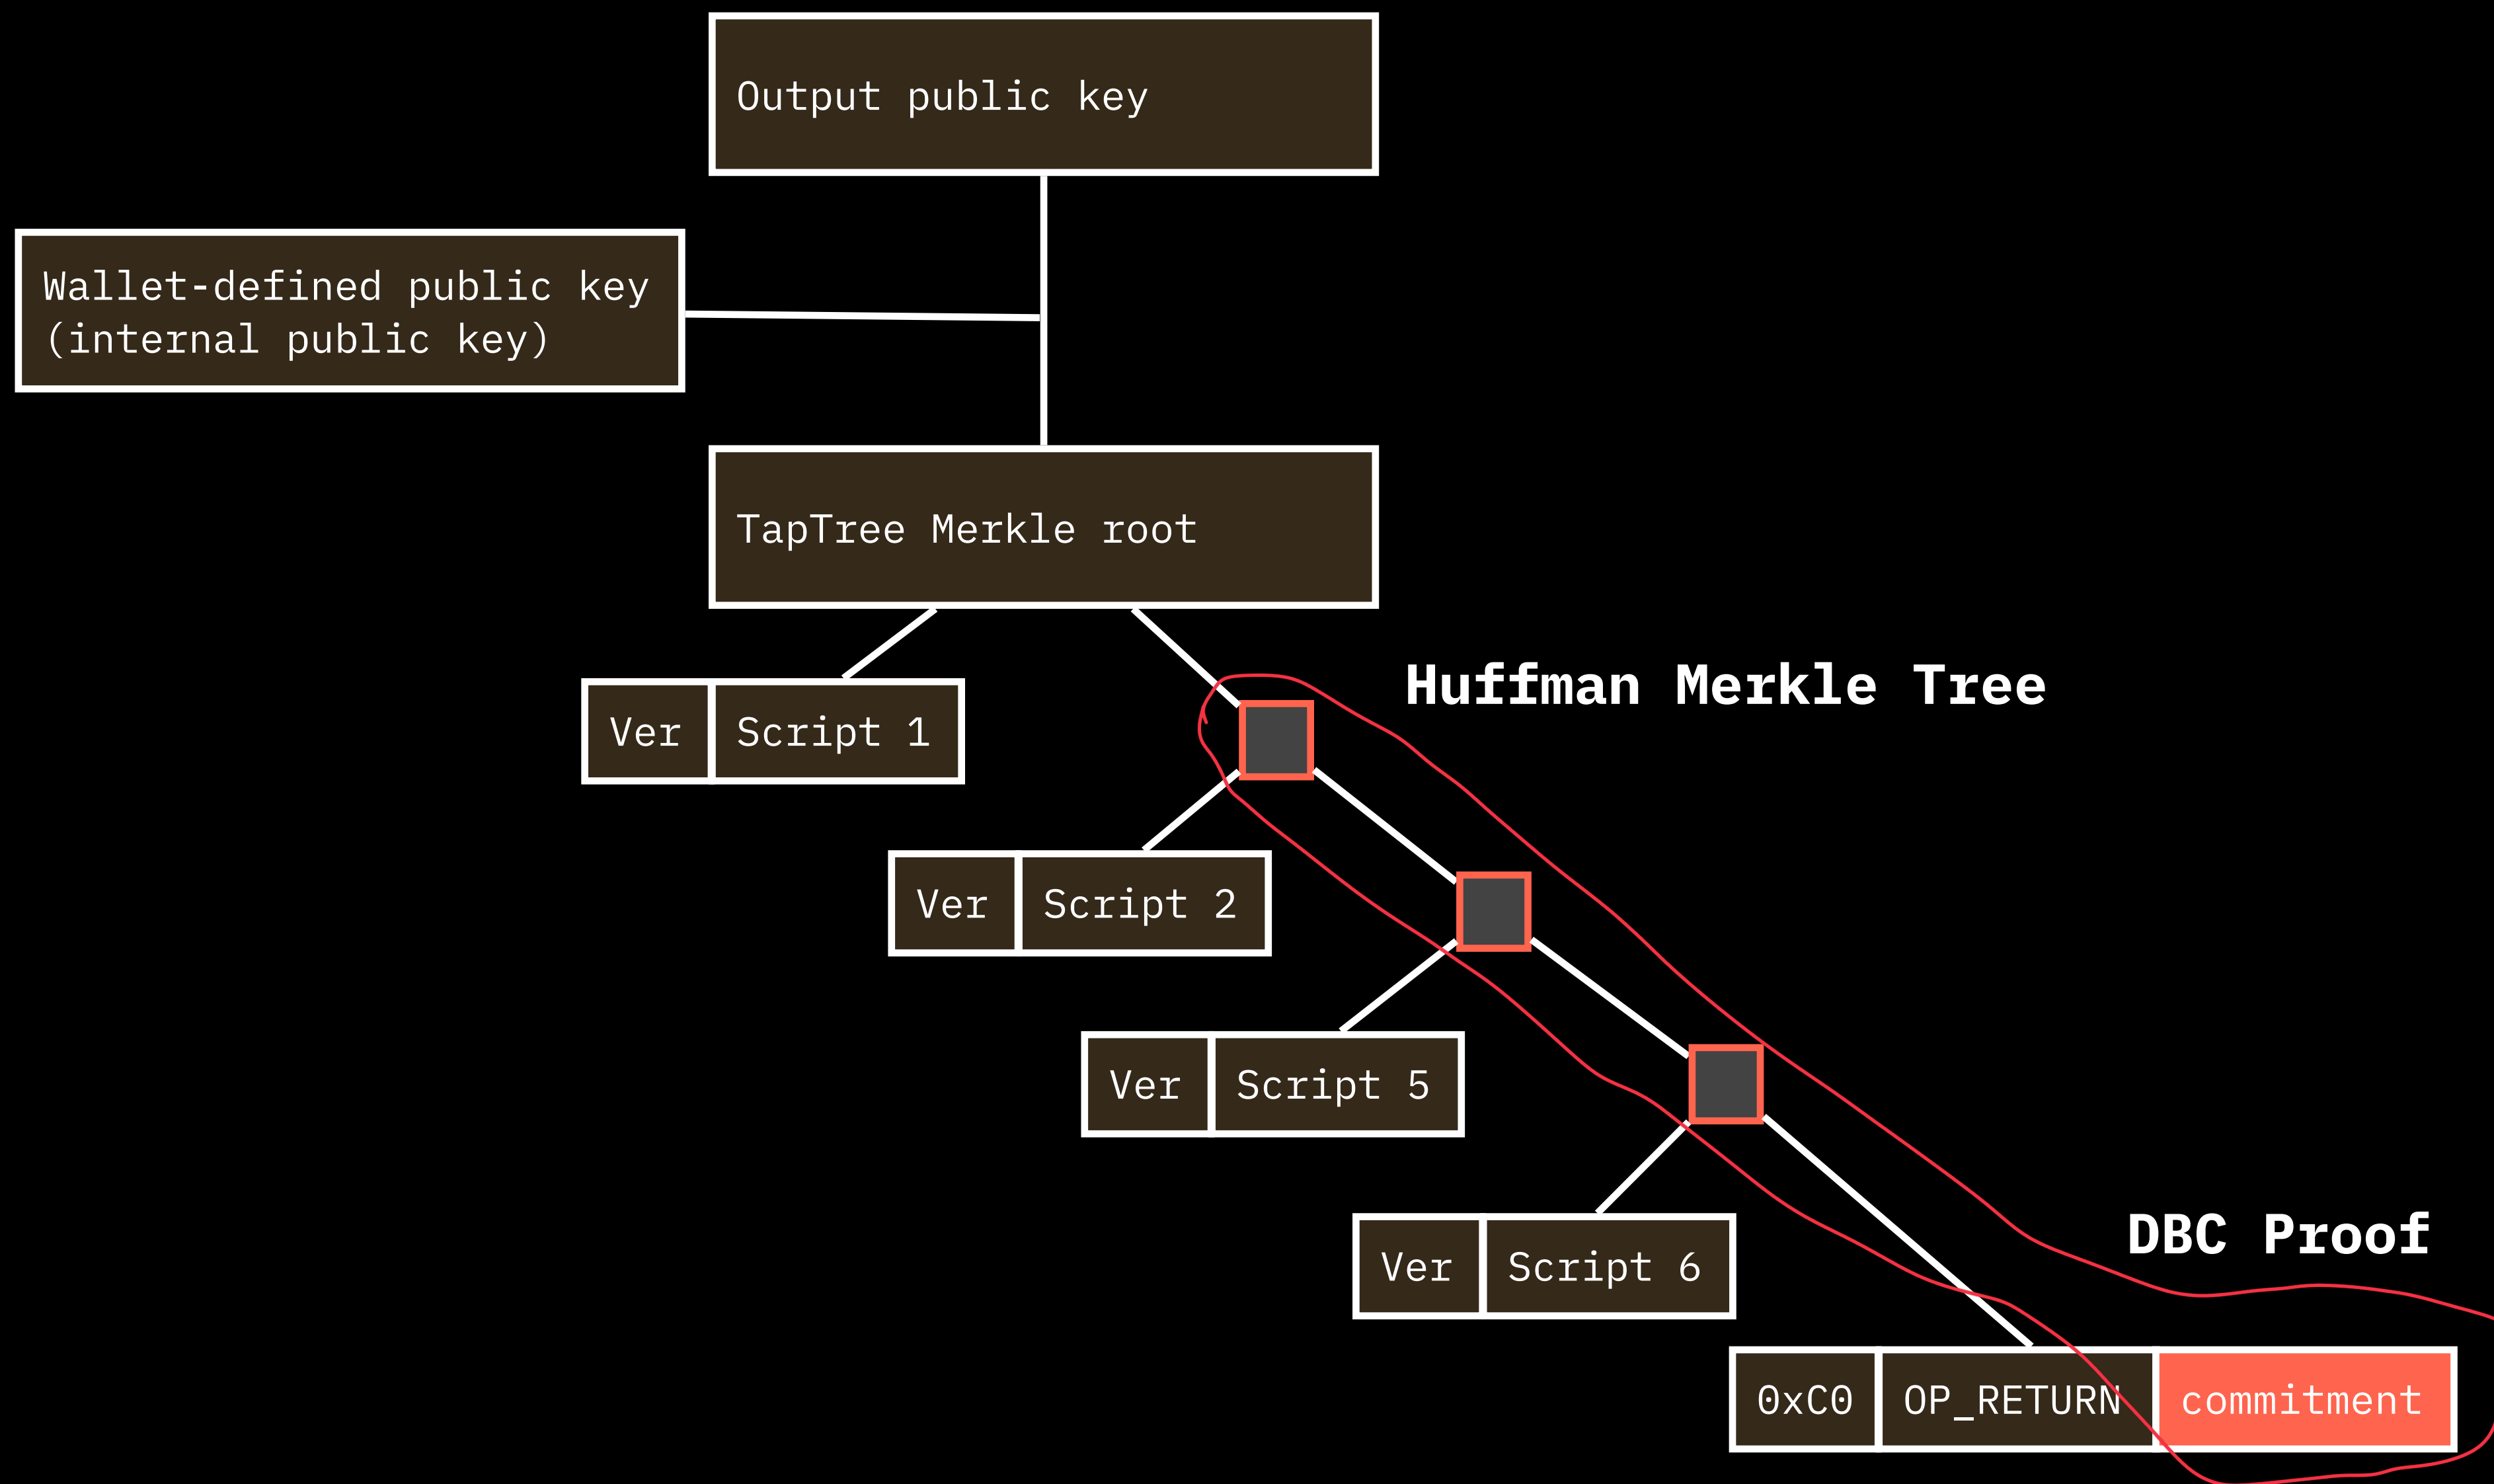 Output public key
Wallet-defined public key
(internal public key)
TapTree Merkle root
Huffman Merkle Tree
Ver Script 1
Ver Script 2
Ver Script 5
DBC Proof
Ver Script 6
0xC0 OP_RETURN commitment